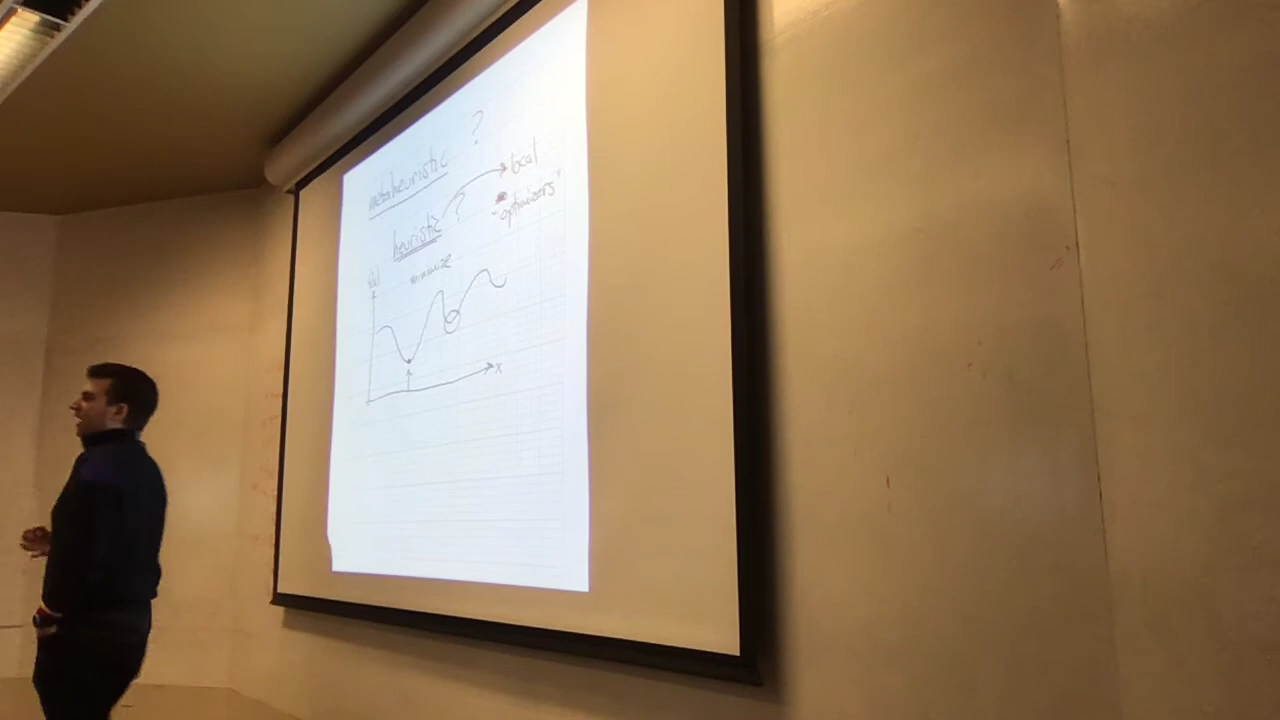 metaheuristic ?
heuristic ? local
"optimizers"
minimize
f(x)
x